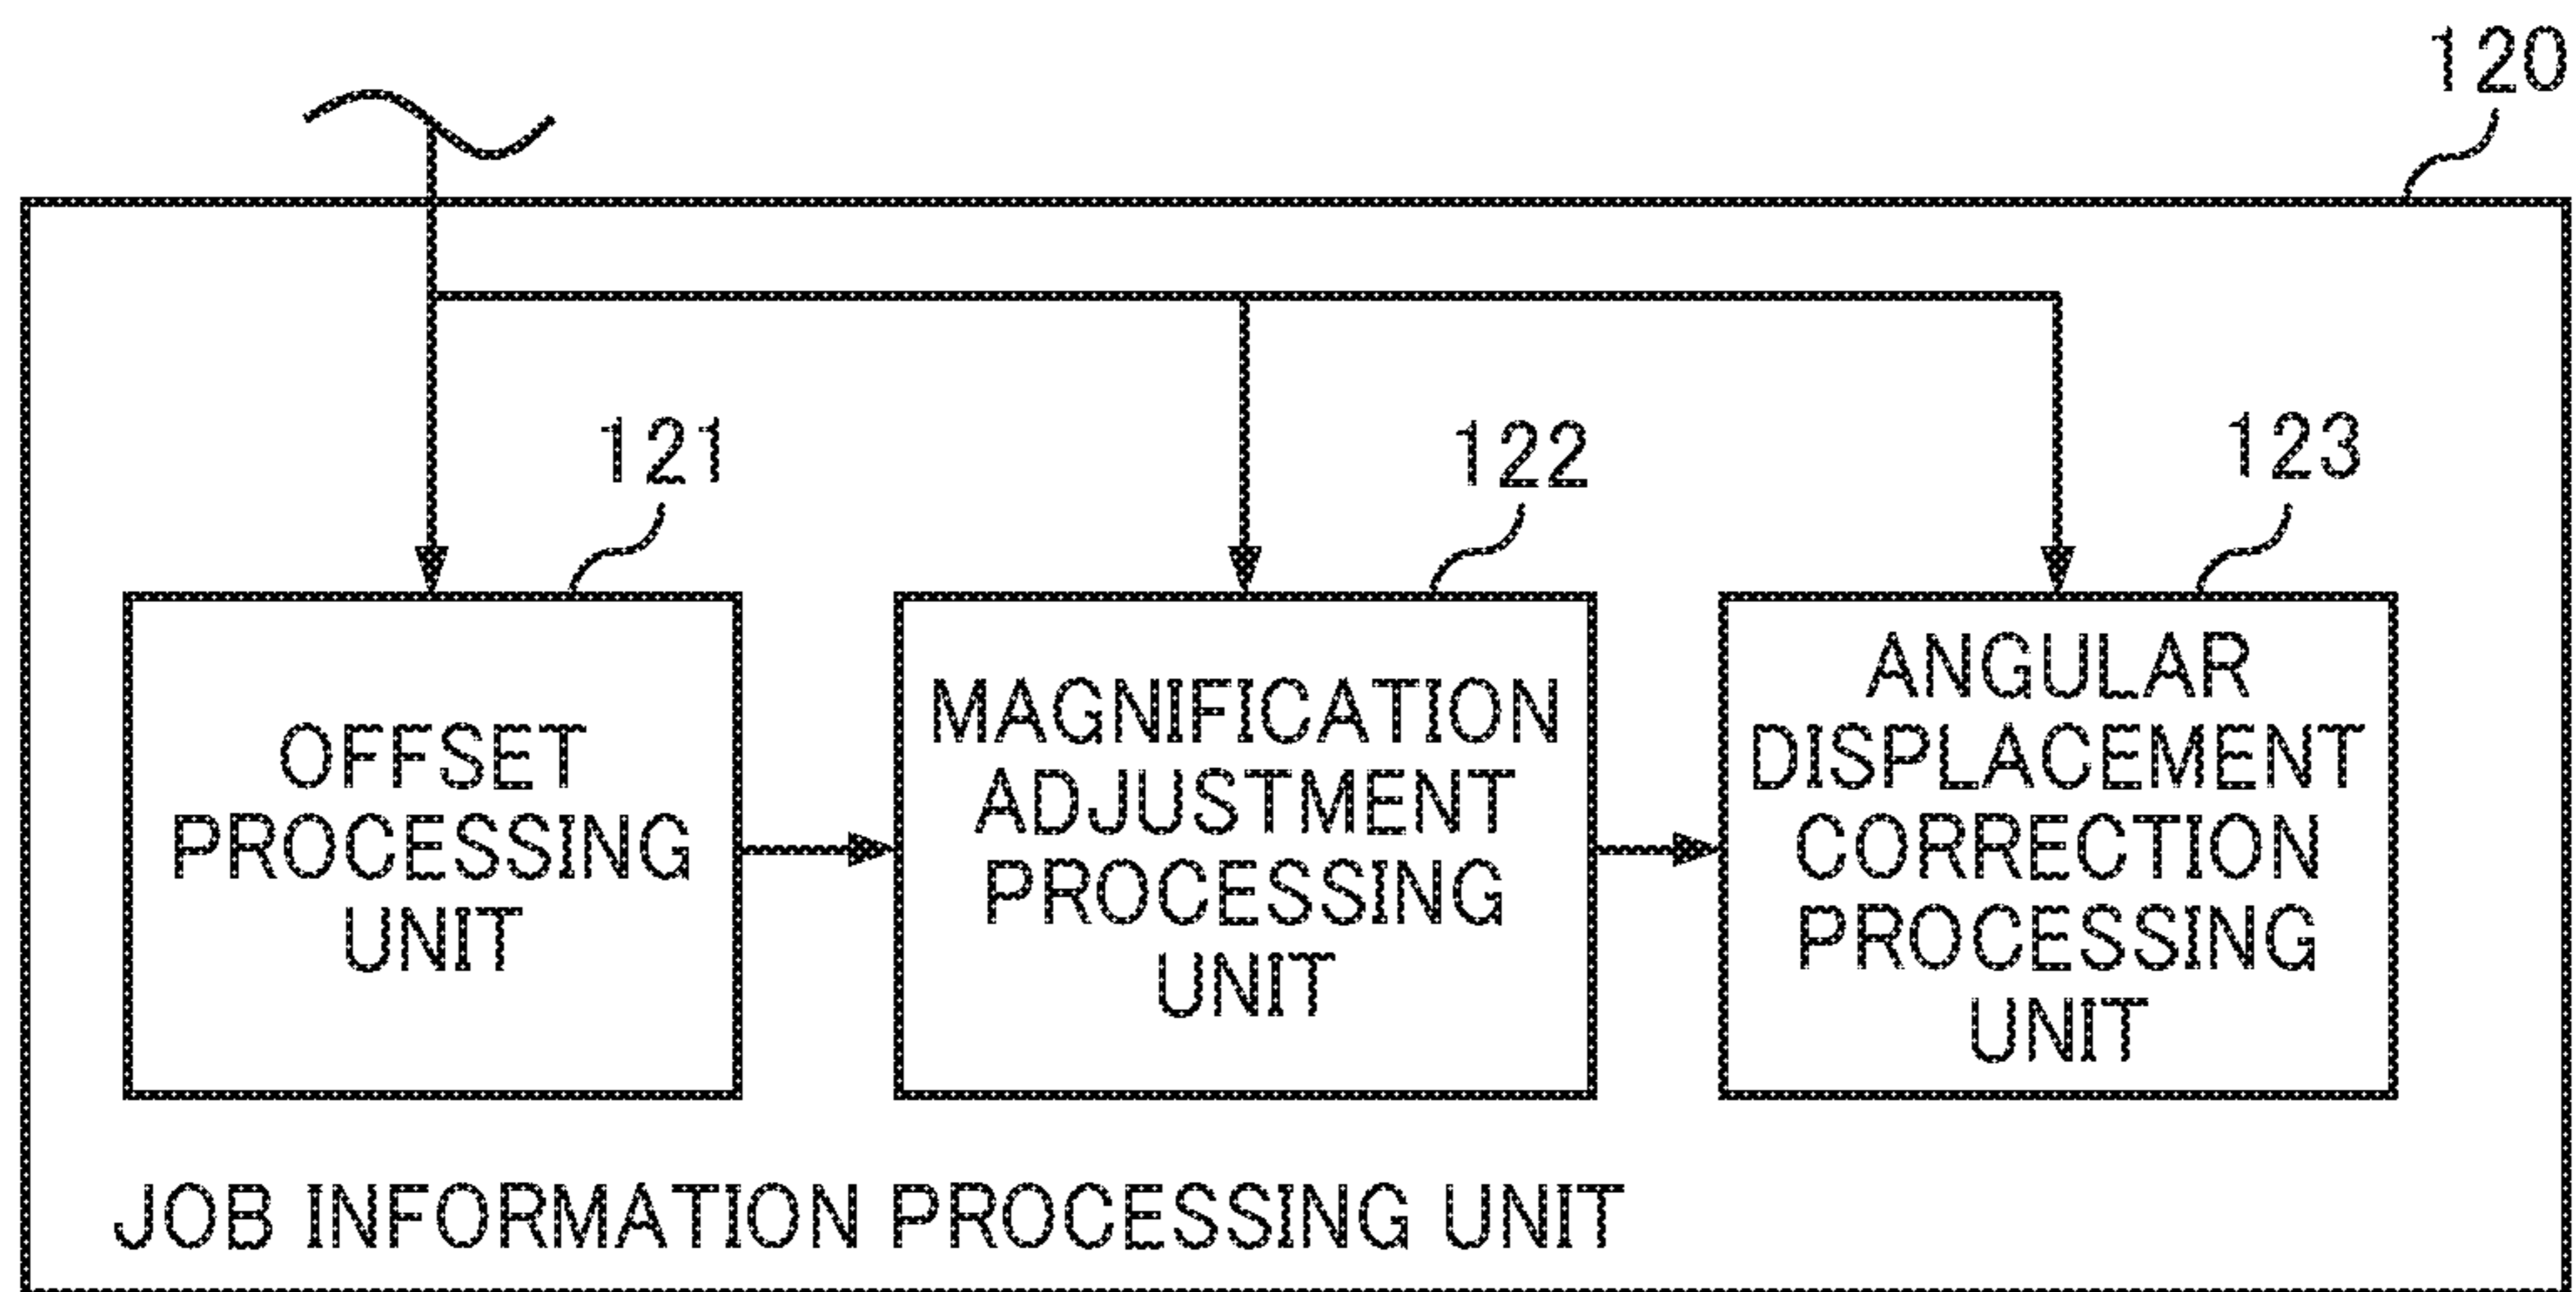 120
121
122
123
OFFSET
PROCESSING
UNIT
MAGNIFICATION
ADJUSTMENT
PROCESSING
UNIT
ANGULAR
DISPLACEMENT
CORRECTION
PROCESSING
UNIT
JOB INFORMATION PROCESSING UNIT